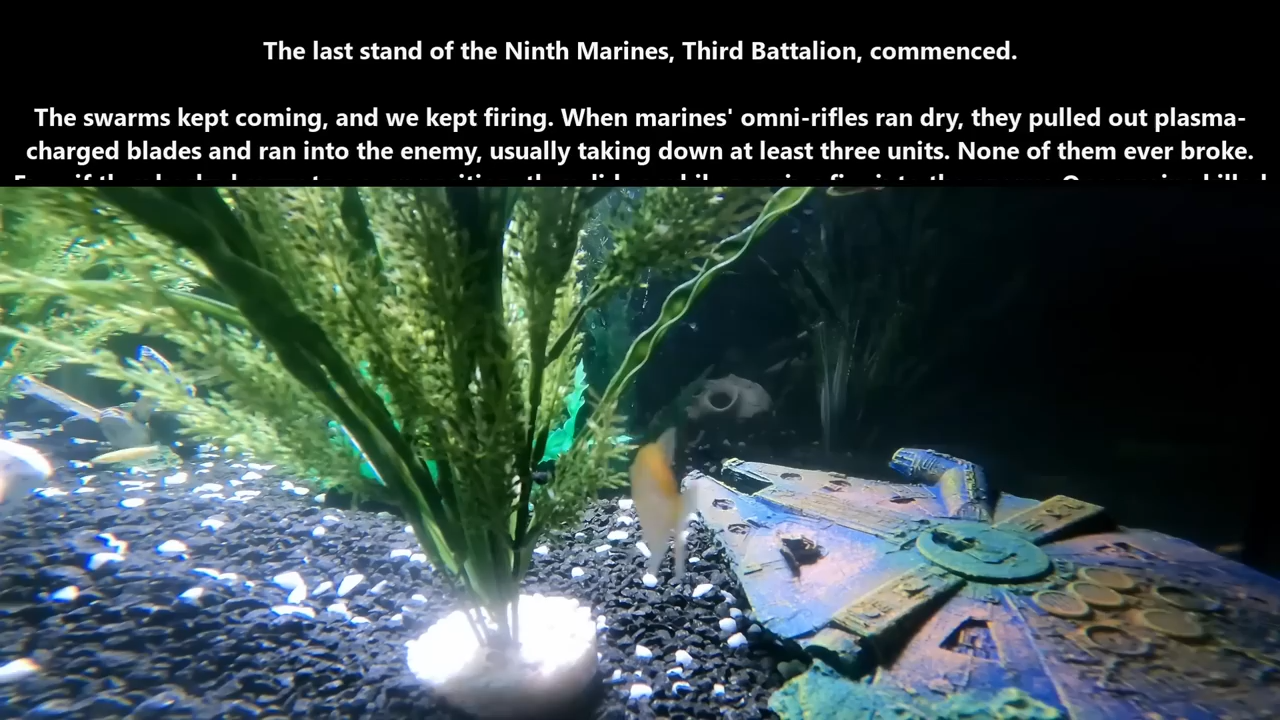 The last stand of the Ninth Marines, Third Battalion, commenced.
The swarms kept coming, and we kept firing. When marines' omni-rifles ran dry, they pulled out plasma-
charged blades and ran into the enemy, usually taking down at least three units. None of them ever broke.